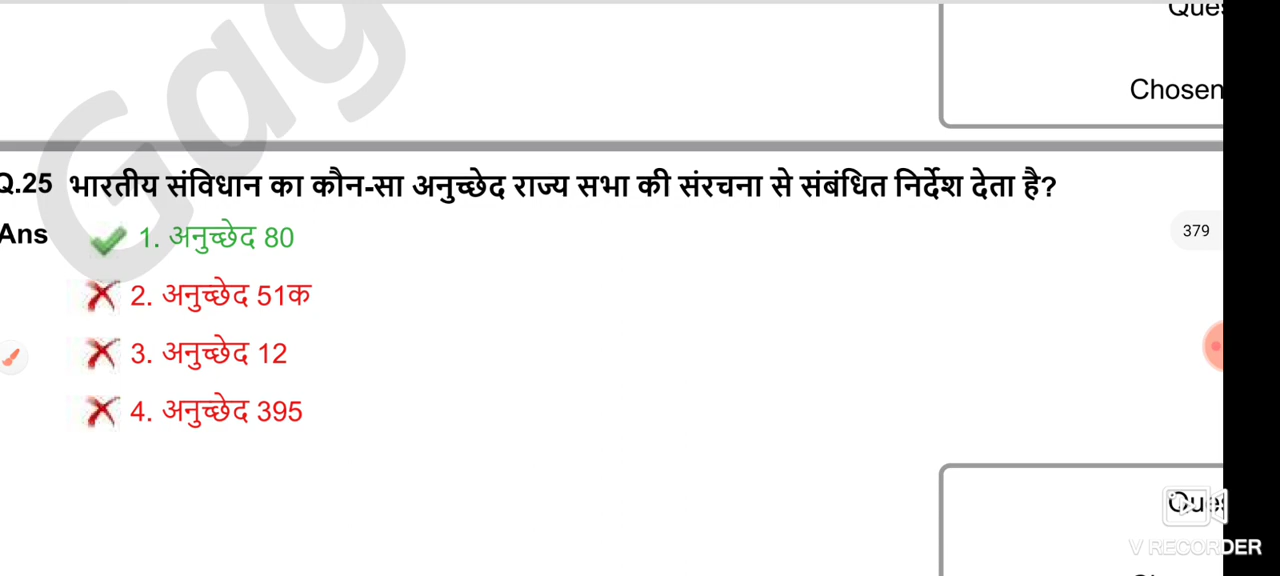 Chosen
Q.25 भारतीय संविधान का कौन-सा अनुच्छेद राज्य सभा की संरचना से संबंधित निर्देश देता है?
Ans 1. अनुच्छेद 80
379
2. अनुच्छेद 51क
3. अनुच्छेद 12
4. अनुच्छेद 395
Ques
V RECORDER